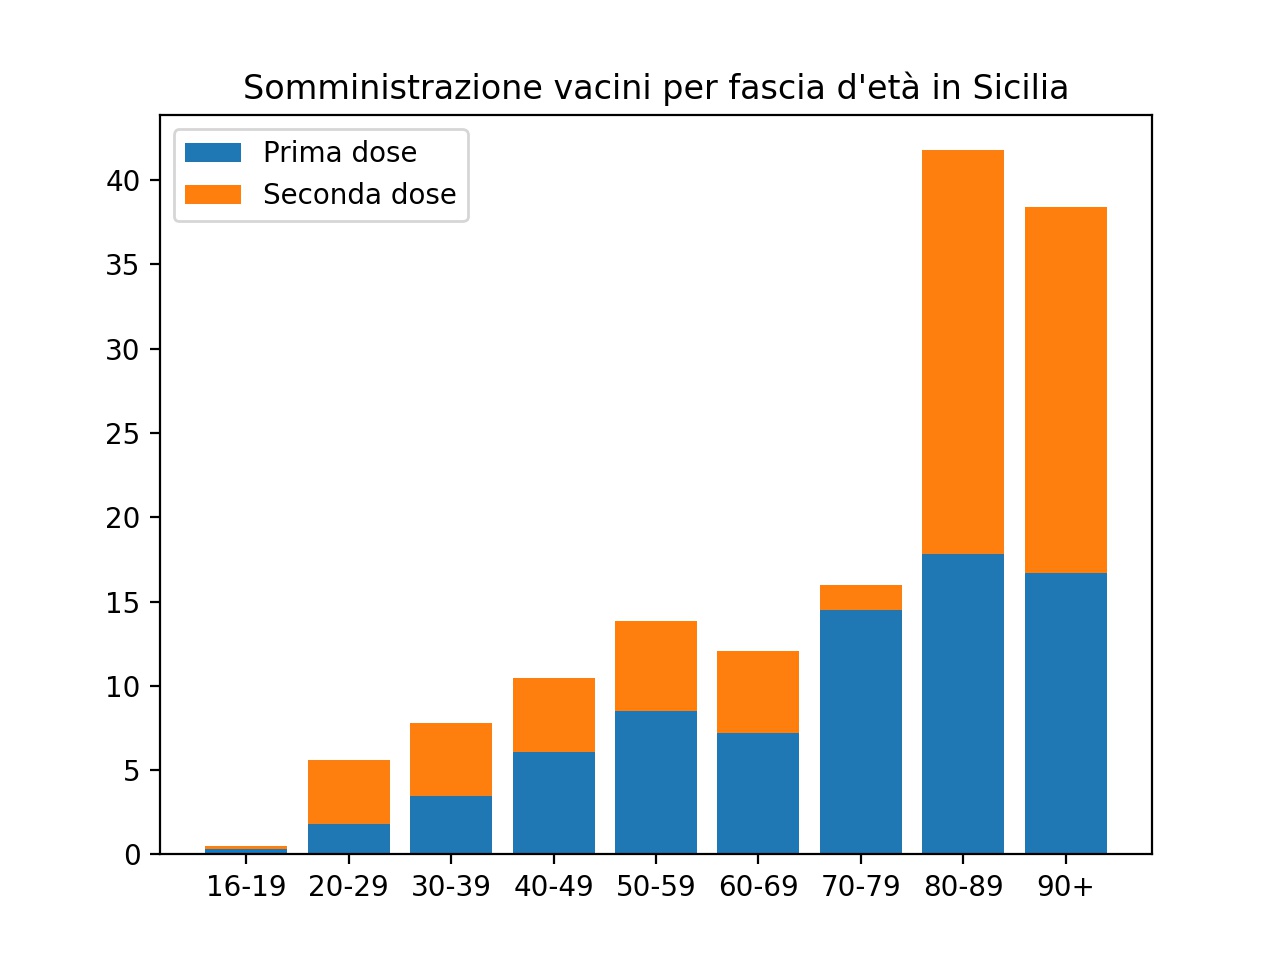 Somministrazione vacini per fascia d'età in Sicilia
Prima dose
Seconda dose
40
35
30
25
20
15
10
5
0
16-19 20-29 30-39 40-49 50-59 60-69 70-79 80-89 90+